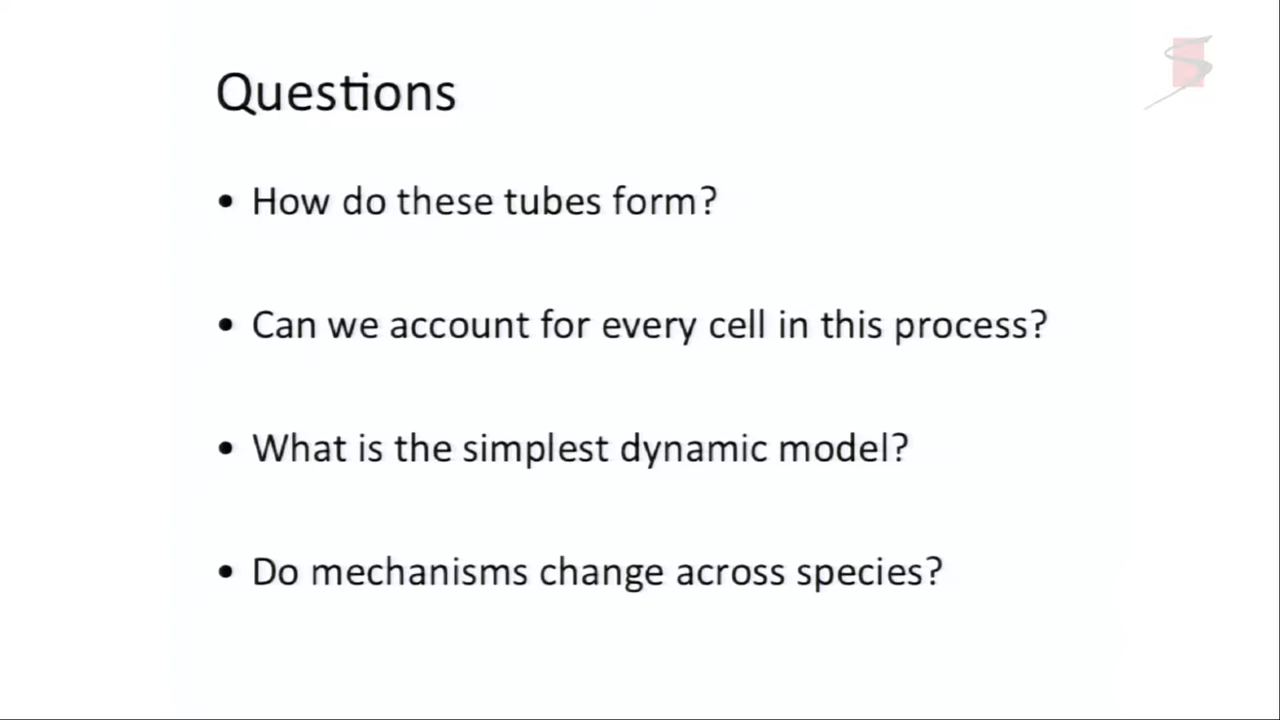 Questions
• How do these tubes form?
• Can we account for every cell in this process?
• What is the simplest dynamic model?
• Do mechanisms change across species?